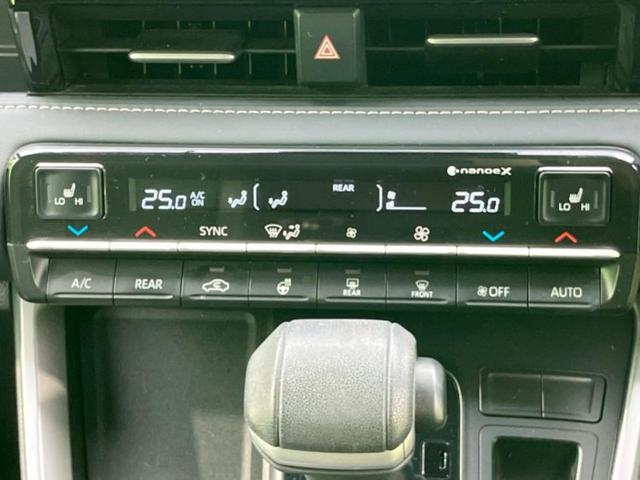 nanoeX
LO HI
25.0 A/C ON
REAR
25.0
LO HI
SYNC
A/C
REAR
REAR
FRONT
OFF
AUTO